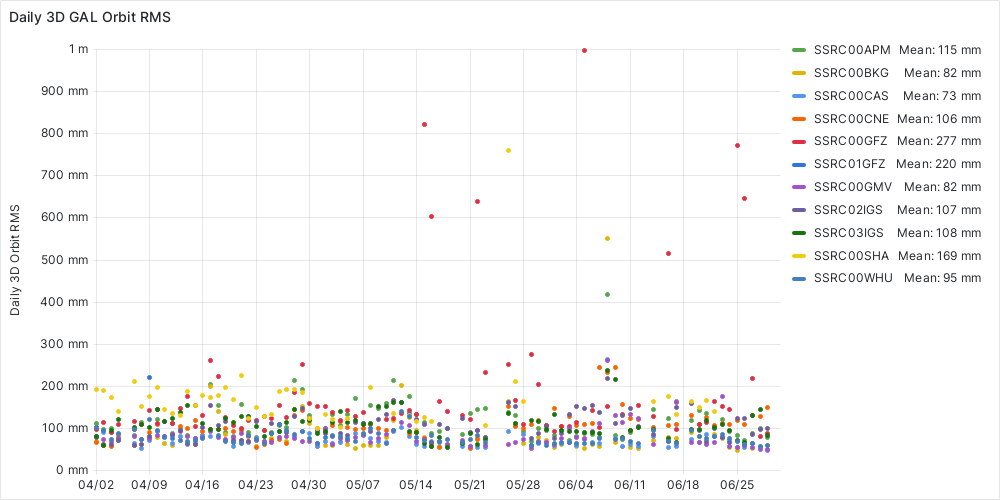 Daily 3D GAL Orbit RMS
Daily 3D Orbit RMS
1 m
900 mm
800 mm
700 mm
600 mm
500 mm
400 mm
300 mm
200 mm
100 mm
0 mm
04/02 04/09 04/16 04/23 04/30 05/07 05/14 05/21 05/28 06/04 06/11 06/18 06/25
SSRC00APM Mean: 115 mm
SSRC00BKG Mean: 82 mm
SSRC00CAS Mean: 73 mm
SSRC00CNE Mean: 106 mm
SSRC00GFZ Mean: 277 mm
SSRC01GFZ Mean: 220 mm
SSRC00GMV Mean: 82 mm
SSRC02IGS Mean: 107 mm
SSRC03IGS Mean: 108 mm
SSRC00SHA Mean: 169 mm
SSRC00WHU Mean: 95 mm